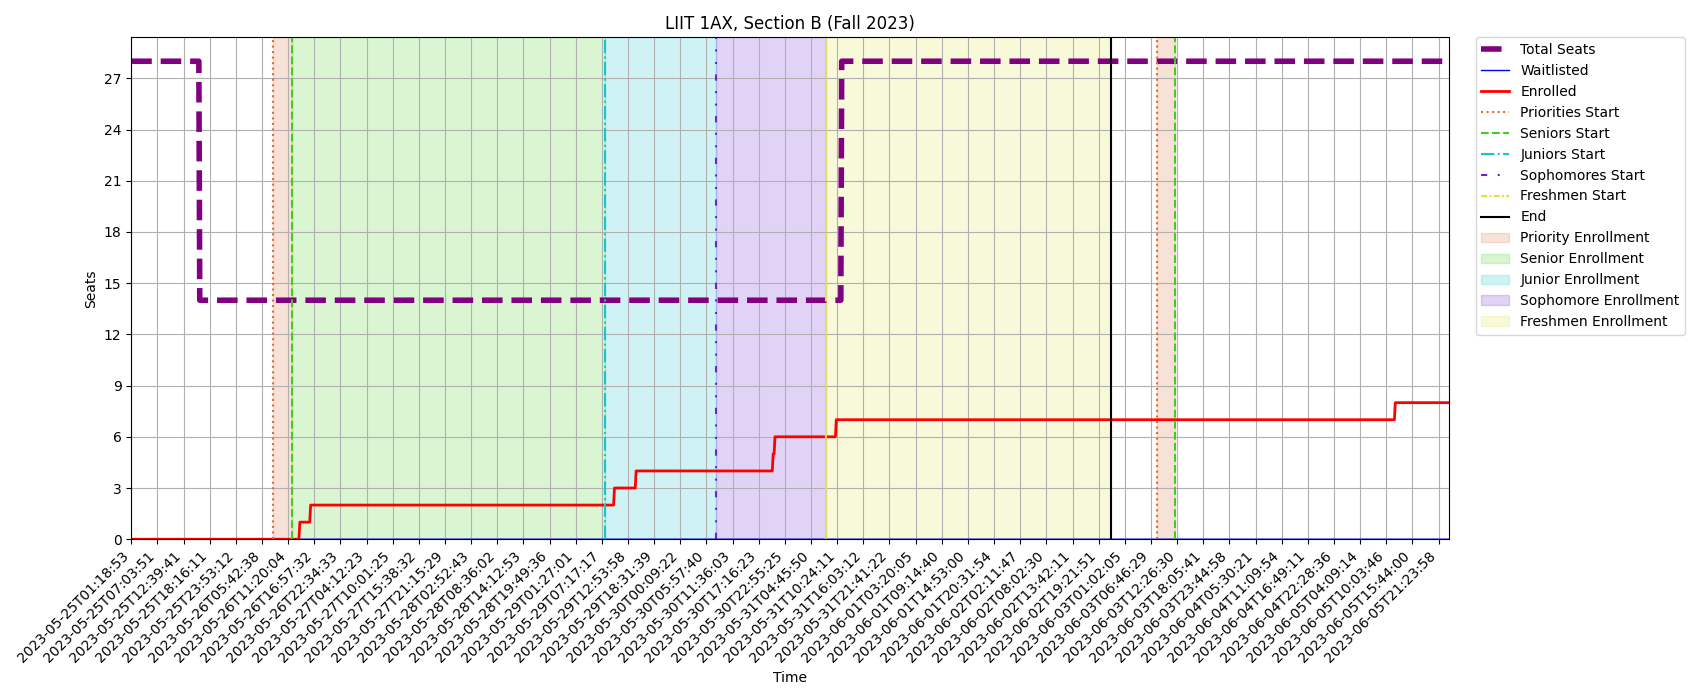 LIIT 1AX, Section B (Fall 2023)
Total Seats
Waitlisted
Enrolled
Priorities Start
Seniors Start
Juniors Start
Sophomores Start
Freshmen Start
End
Priority Enrollment
Senior Enrollment
Junior Enrollment
Sophomore Enrollment
Freshmen Enrollment
Seats
27
24
21
18
15
12
9
6
3
0
2023-05-25T01:18:53
2023-05-25T07:03:51
2023-05-25T12:39:41
2023-05-25T18:16:11
2023-05-25T23:53:12
2023-05-26T05:42:38
2023-05-26T11:20:04
2023-05-26T16:57:32
2023-05-26T22:34:33
2023-05-27T04:12:23
2023-05-27T10:01:25
2023-05-27T15:38:32
2023-05-27T21:15:29
2023-05-28T02:52:43
2023-05-28T08:36:02
2023-05-28T14:12:53
2023-05-28T19:49:36
2023-05-29T01:27:01
2023-05-29T07:17:17
2023-05-29T12:53:58
2023-05-29T18:31:39
2023-05-30T00:09:22
2023-05-30T05:57:40
2023-05-30T11:36:03
2023-05-30T17:16:23
2023-05-30T22:55:25
2023-05-31T04:45:50
2023-05-31T10:24:11
2023-05-31T16:03:12
2023-05-31T21:41:22
2023-06-01T03:20:05
2023-06-01T09:14:40
2023-06-01T14:53:00
2023-06-01T20:31:54
2023-06-02T02:11:47
2023-06-02T08:02:30
2023-06-02T13:42:11
2023-06-02T19:21:51
2023-06-03T01:02:05
2023-06-03T06:46:29
2023-06-03T12:26:30
2023-06-03T18:05:41
2023-06-03T23:44:58
2023-06-04T05:30:21
2023-06-04T11:09:54
2023-06-04T16:49:11
2023-06-04T22:28:36
2023-06-05T04:09:14
2023-06-05T10:03:46
2023-06-05T15:44:00
2023-06-05T21:23:58
Time